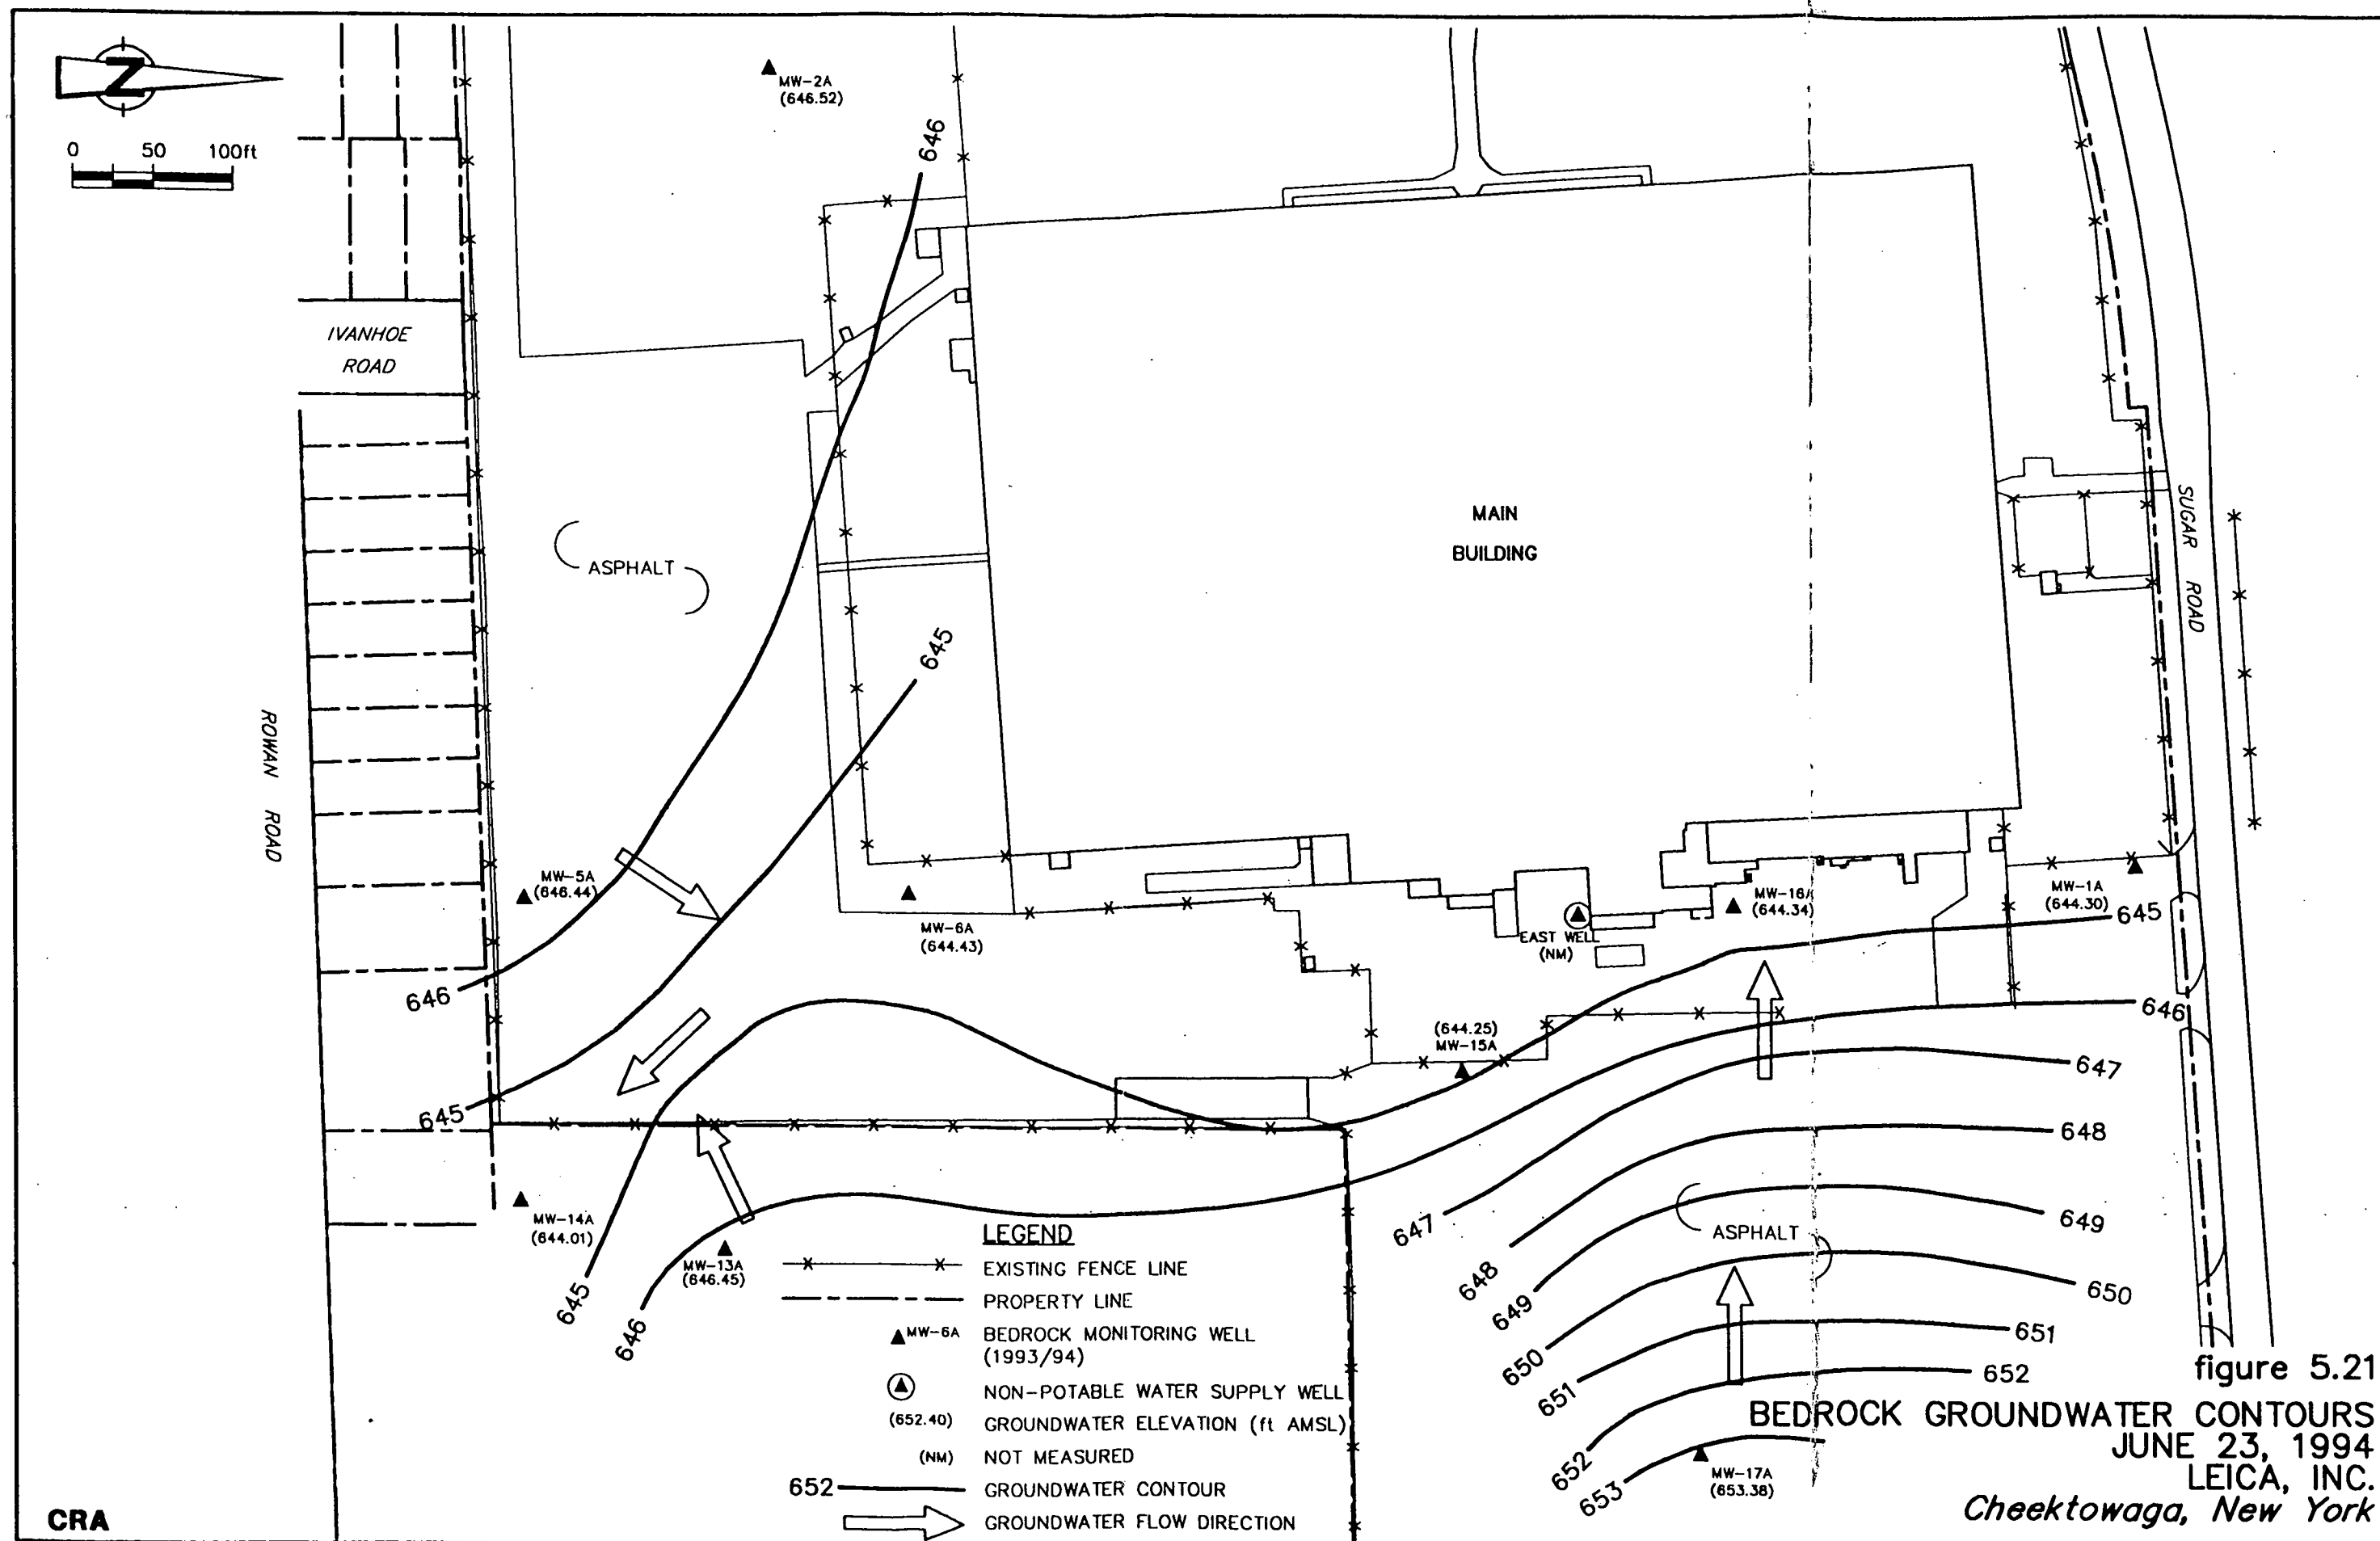 N
0 50 100ft
MW-2A
(646.52)
646
IVANHOE
ROAD
ASPHALT
MAIN
BUILDING
SUGAR ROAD
645
ROWAN ROAD
MW-5A
(646.44)
MW-6A
(644.43)
EAST WELL
(NM)
MW-16A
(644.34)
MW-1A
(644.30)
645
646
646
(644.25)
MW-15A
647
645
648
MW-14A
(644.01)
MW-13A
(646.45)
645
646
647
648
649
650
651
652
653
ASPHALT
649
650
651
652
MW-17A
(653.38)
LEGEND
EXISTING FENCE LINE
PROPERTY LINE
MW-6A BEDROCK MONITORING WELL
(1993/94)
NON-POTABLE WATER SUPPLY WELL
(652.40) GROUNDWATER ELEVATION (ft AMSL)
(NM) NOT MEASURED
652 GROUNDWATER CONTOUR
GROUNDWATER FLOW DIRECTION
figure 5.21
BEDROCK GROUNDWATER CONTOURS
JUNE 23, 1994
LEICA, INC.
Cheektowaga, New York
CRA